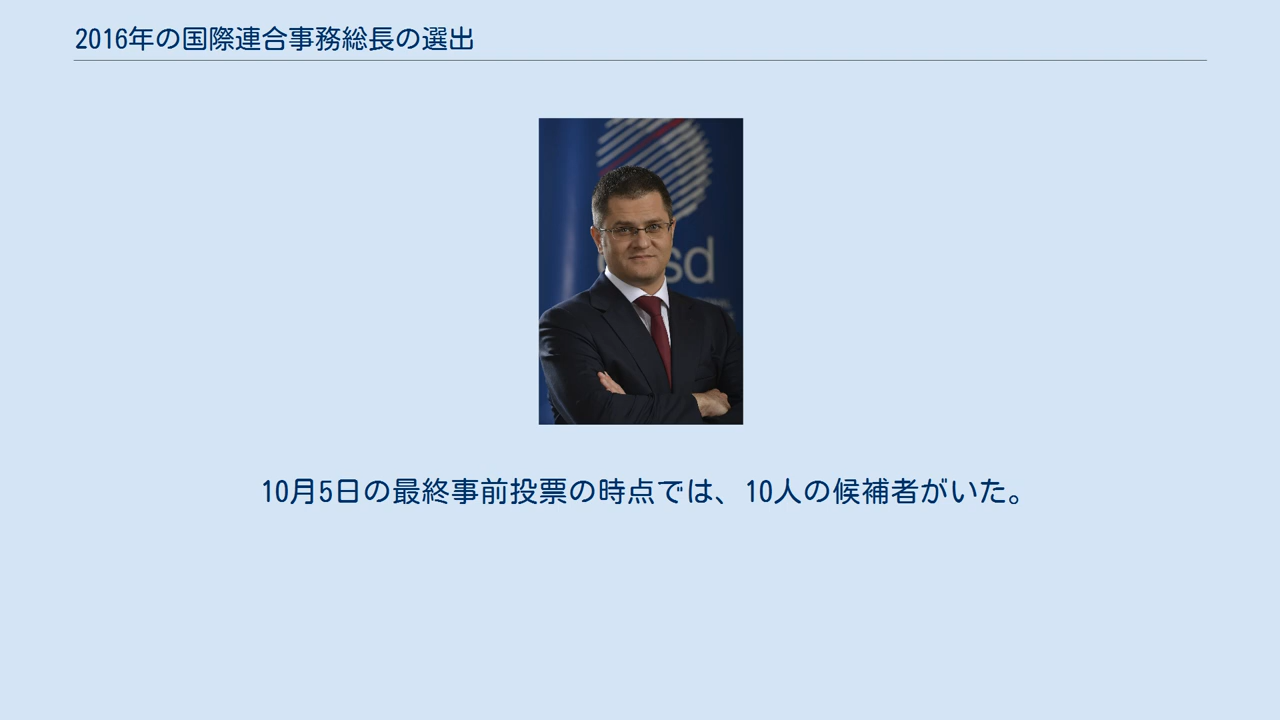 2016年の国際連合事務総長の選出
sd
10月5日の最終事前投票の時点では、10人の候補者がいた。